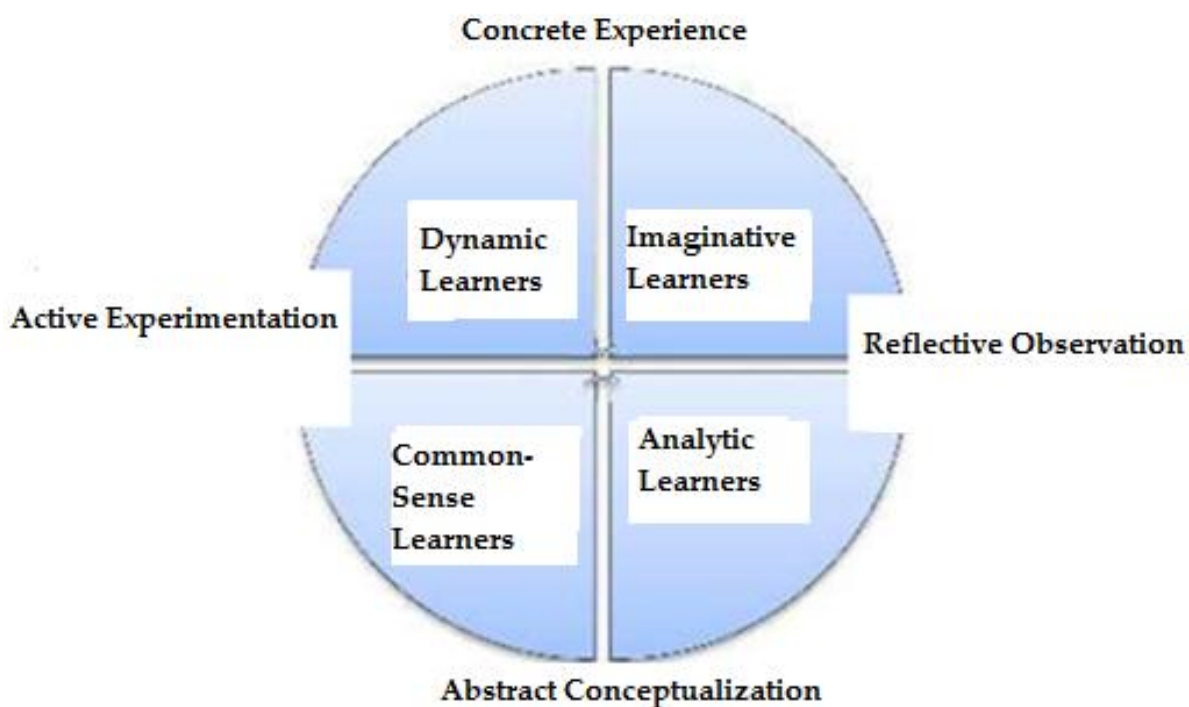 Concrete Experience
Dynamic
Learners
Imaginative
Learners
Active Experimentation
Reflective Observation
Common-
Sense
Learners
Analytic
Learners
Abstract Conceptualization